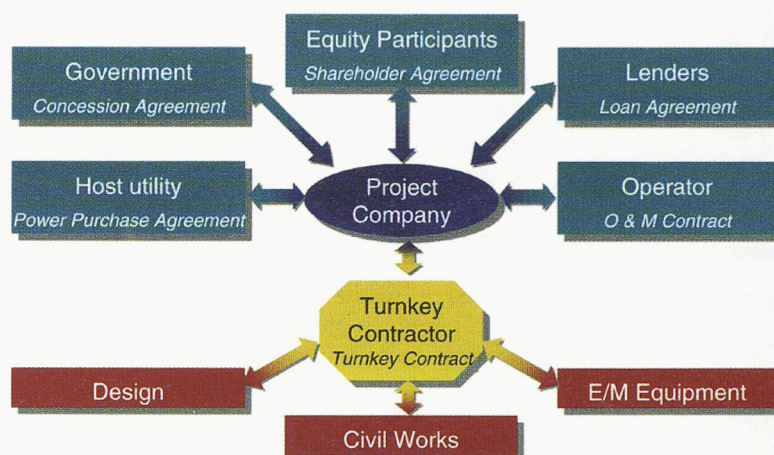 Government
Concession Agreement
Equity Participants
Shareholder Agreement
Lenders
Loan Agreement
Host utility
Power Purchase Agreement
Project
Company
Operator
O & M Contract
Turnkey
Contractor
Turnkey Contract
Design
Civil Works
E/M Equipment